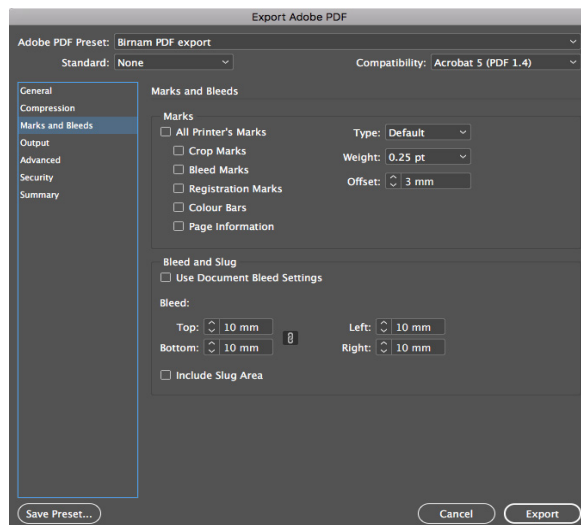 Export Adobe PDF
Adobe PDF Preset: Birnam PDF export
Standard: None Compatibility: Acrobat 5 (PDF 1.4)
General
Compression
Marks and Bleeds
Output
Advanced
Security
Summary
Marks and Bleeds
Marks
All Printer's Marks
Crop Marks
Bleed Marks
Registration Marks
Colour Bars
Page Information
Type: Default
Weight: 0.25 pt
Offset: 3 mm
Bleed and Slug
Use Document Bleed Settings
Bleed:
Top: 10 mm Left: 10 mm
Bottom: 10 mm Right: 10 mm
Include Slug Area
Save Preset... Cancel Export